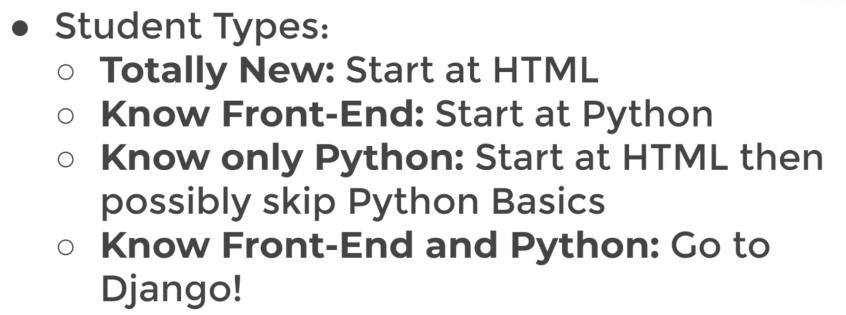 ● Student Types:
○ Totally New: Start at HTML
○ Know Front-End: Start at Python
○ Know only Python: Start at HTML then
possibly skip Python Basics
○ Know Front-End and Python: Go to
Django!